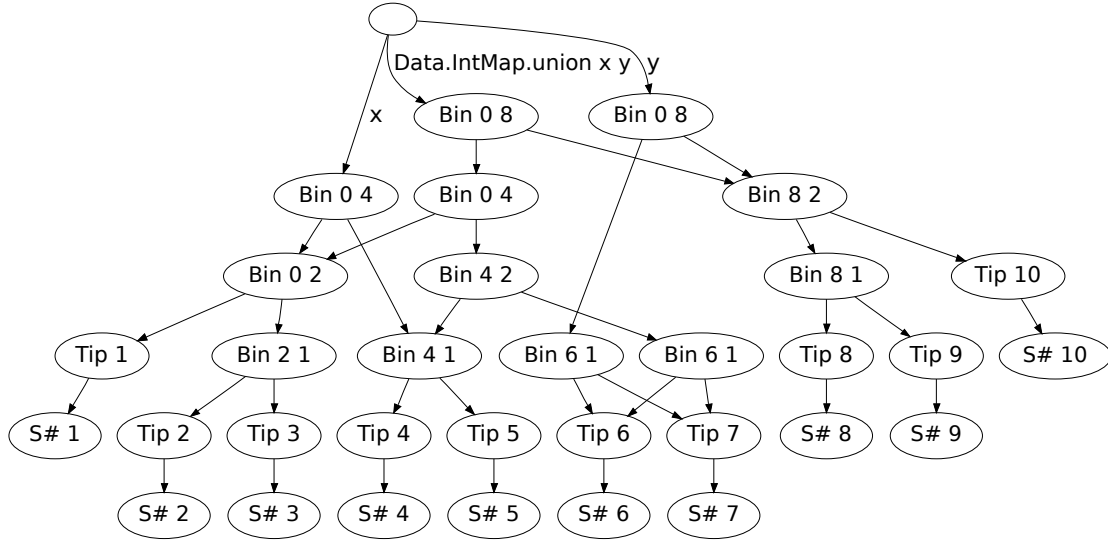 Data.IntMap.union x y y
x
Bin 0 8 Bin 0 8
Bin 0 4 Bin 0 4 Bin 8 2
Bin 0 2 Bin 4 2 Bin 8 1 Tip 10
Tip 1 Bin 2 1 Bin 4 1 Bin 6 1 Bin 6 1 Tip 8 Tip 9 S# 10
S# 1 Tip 2 Tip 3 Tip 4 Tip 5 Tip 6 Tip 7 S# 8 S# 9
S# 2 S# 3 S# 4 S# 5 S# 6 S# 7